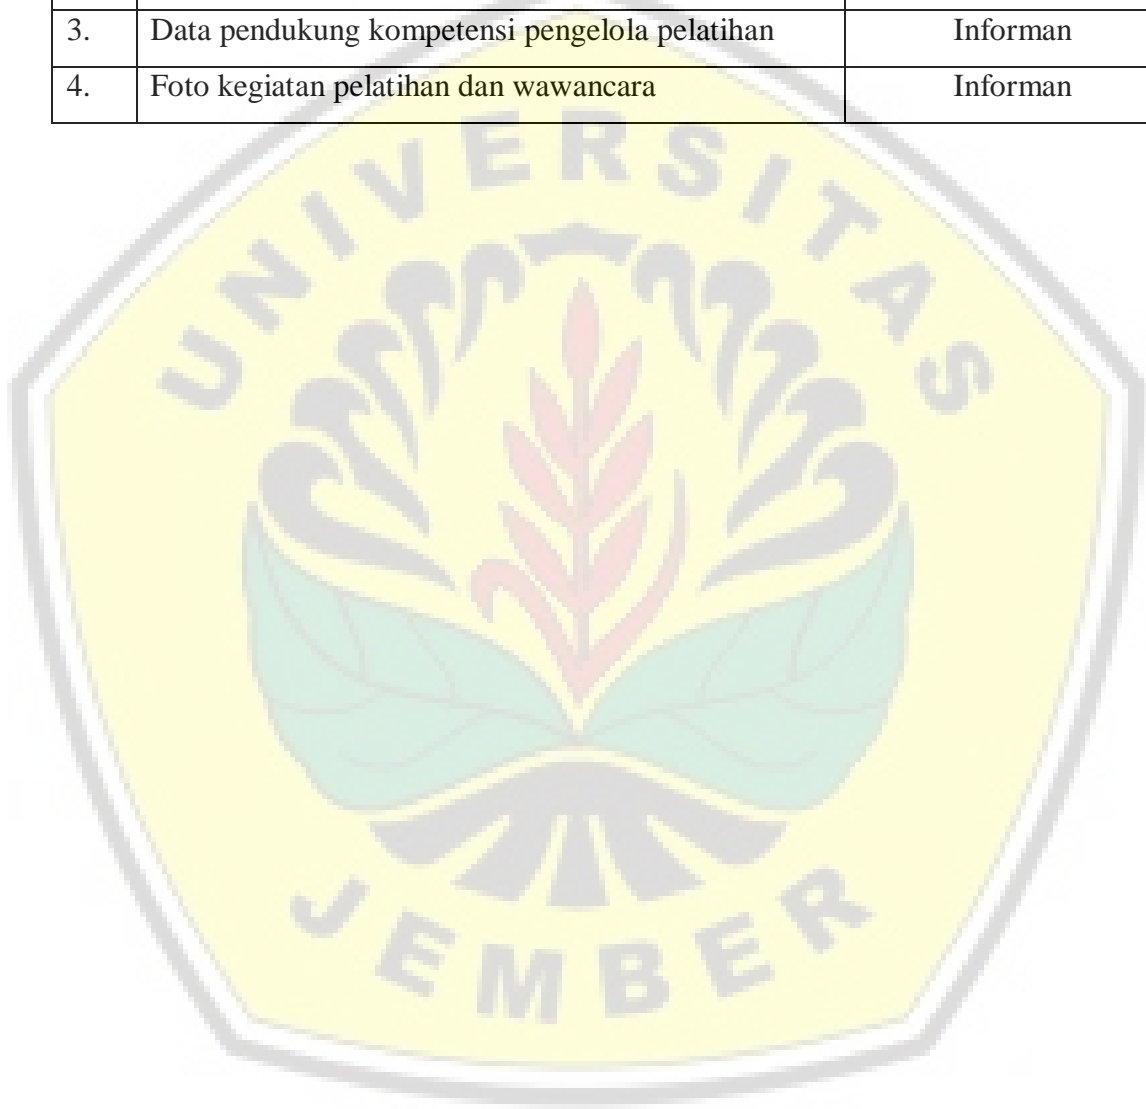 3. Data pendukung kompetensi pengelola pelatihan Informan
4. Foto kegiatan pelatihan dan wawancara Informan
UNIVERSITAS
JEMBER